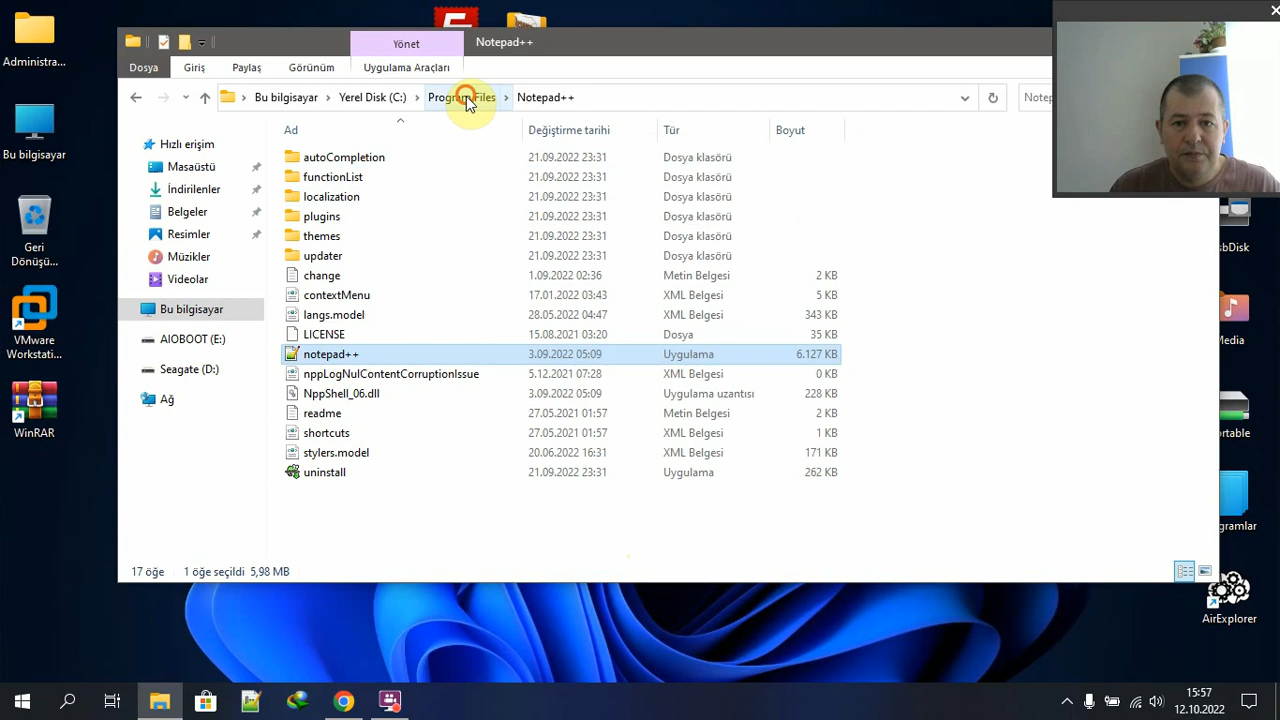 Administra...
Bu bilgisayar
Geri
Dönüşü...
VMware
Workstati...
WinRAR
Yönet
Notepad++
Dosya
Giriş
Paylaş
Görünüm
Uygulama Araçları
Bu bilgisayar
Yerel Disk (C:)
Program Files
Notepad++
Ad
Değiştirme tarihi
Tür
Boyut
Hızlı erişim
Masaüstü
İndirilenler
Belgeler
Resimler
Müzikler
Videolar
Bu bilgisayar
AIOBOOT (E:)
Seagate (D:)
Ağ
autoCompletion 21.09.2022 23:31 Dosya klasörü
functionList 21.09.2022 23:31 Dosya klasörü
localization 21.09.2022 23:31 Dosya klasörü
plugins 21.09.2022 23:31 Dosya klasörü
themes 21.09.2022 23:31 Dosya klasörü
updater 21.09.2022 23:31 Dosya klasörü
change 1.09.2022 02:36 Metin Belgesi 2 KB
contextMenu 17.01.2022 03:43 XML Belgesi 5 KB
langs.model 28.05.2022 04:47 XML Belgesi 343 KB
LICENSE 15.08.2021 03:20 Dosya 35 KB
notepad++ 3.09.2022 05:09 Uygulama 6.127 KB
nppLogNulContentCorruptionIssue 5.12.2021 07:28 XML Belgesi 0 KB
NppShell_06.dll 3.09.2022 05:09 Uygulama uzantısı 228 KB
readme 27.05.2021 01:57 Metin Belgesi 2 KB
shortcuts 27.05.2021 01:57 XML Belgesi 1 KB
stylers.model 20.06.2022 16:31 XML Belgesi 171 KB
uninstall 21.09.2022 23:31 Uygulama 262 KB
17 öğe
1 öğe seçildi 5,98 MB
AirExplorer
15:57
12.10.2022